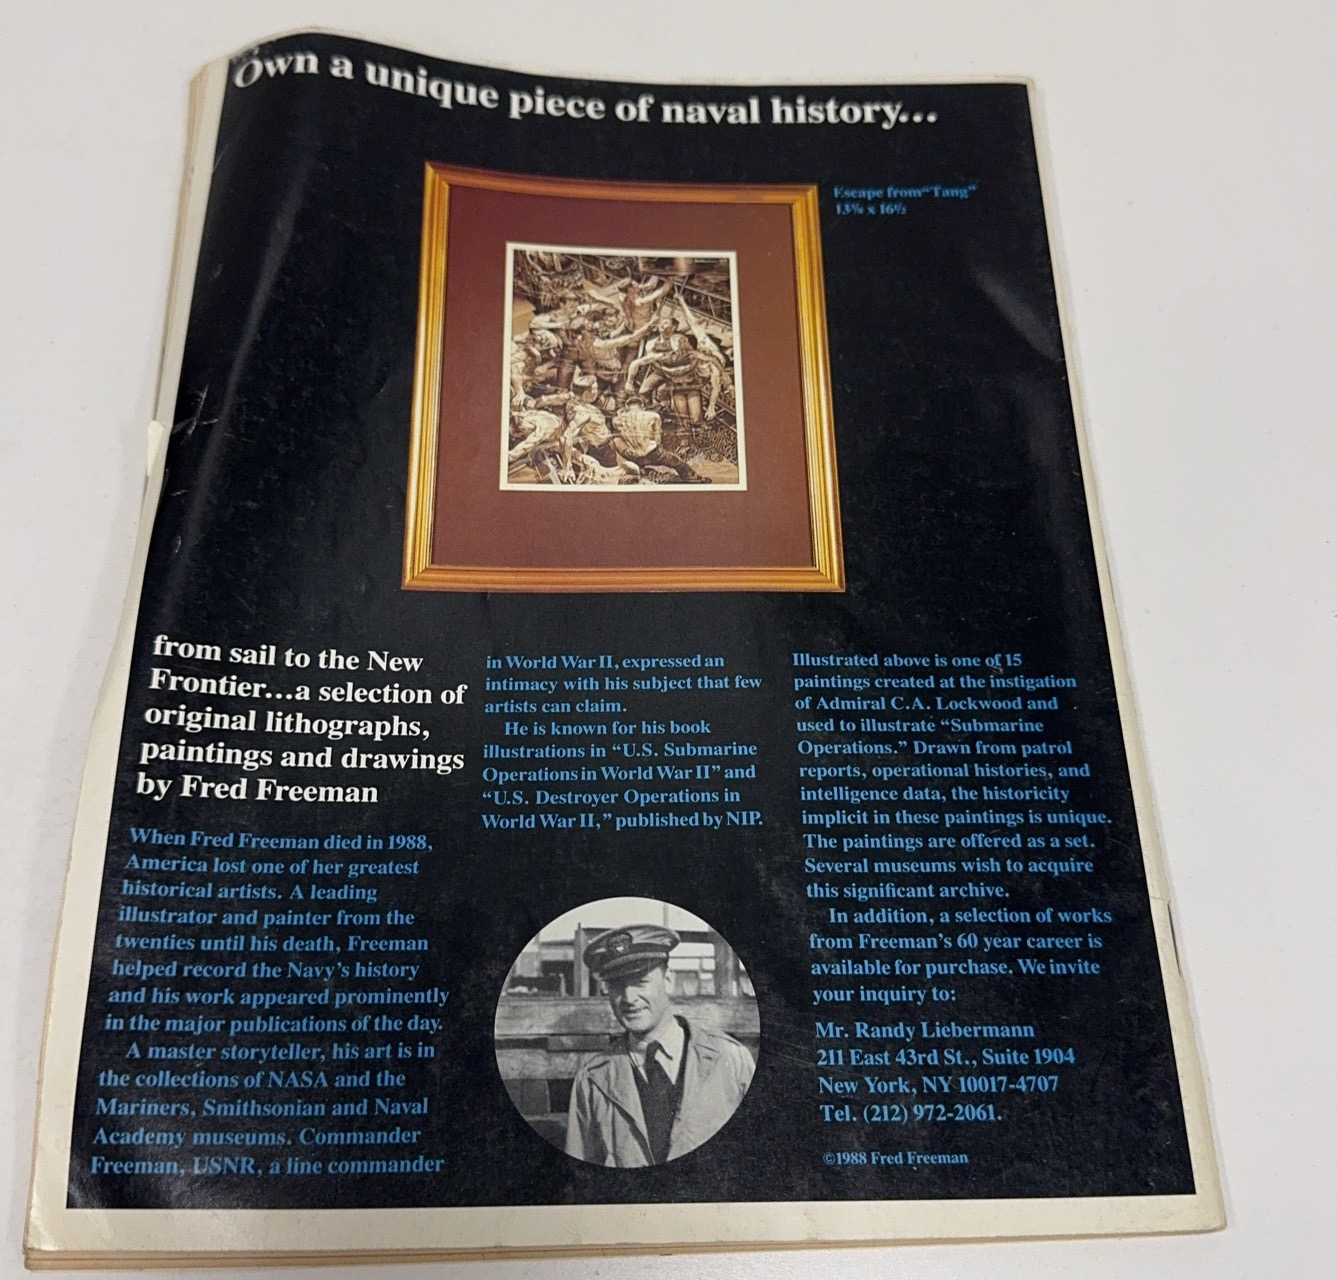 Own a unique piece of naval history...
Escape from "Tang"
13⅝ x 16½
from sail to the New
Frontier...a selection of
original lithographs,
paintings and drawings
by Fred Freeman
When Fred Freeman died in 1988,
America lost one of her greatest
historical artists. A leading
illustrator and painter from the
twenties until his death, Freeman
helped record the Navy's history
and his work appeared prominently
in the major publications of the day.
A master storyteller, his art is in
the collections of NASA and the
Mariners, Smithsonian and Naval
Academy museums. Commander
Freeman, USNR, a line commander
in World War II, expressed an
intimacy with his subject that few
artists can claim.
He is known for his book
illustrations in "U.S. Submarine
Operations in World War II" and
"U.S. Destroyer Operations in
World War II," published by NIP.
Illustrated above is one of 15
paintings created at the instigation
of Admiral C.A. Lockwood and
used to illustrate "Submarine
Operations." Drawn from patrol
reports, operational histories, and
intelligence data, the historicity
implicit in these paintings is unique.
The paintings are offered as a set.
Several museums wish to acquire
this significant archive.
In addition, a selection of works
from Freeman's 60 year career is
available for purchase. We invite
your inquiry to:
Mr. Randy Liebermann
211 East 43rd St., Suite 1904
New York, NY 10017-4707
Tel. (212) 972-2061.
©1988 Fred Freeman